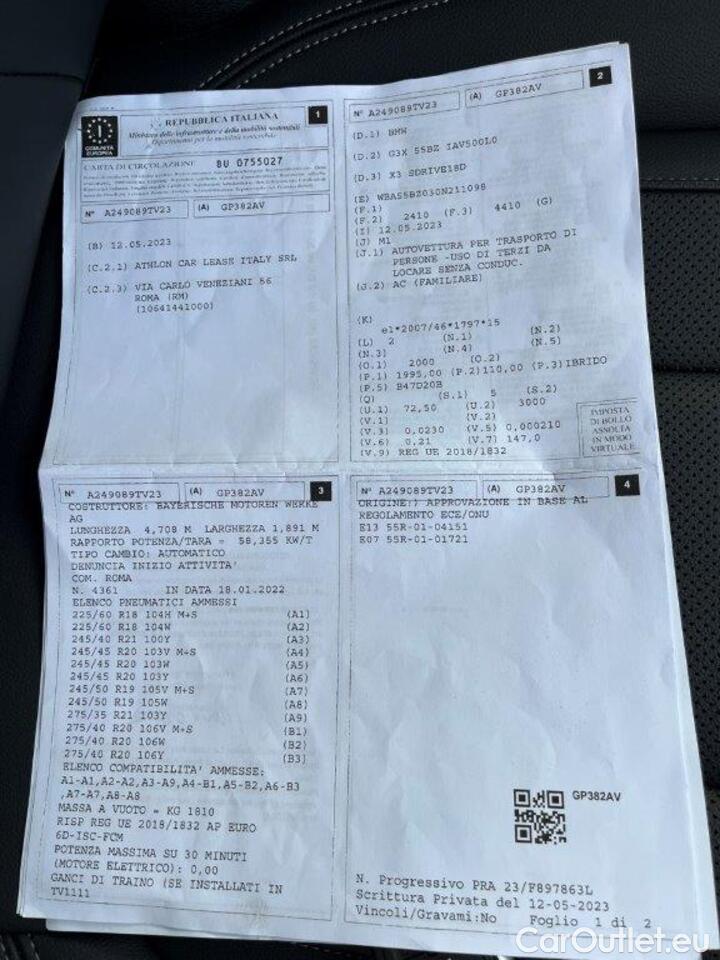 1
REPUBBLICA ITALIANA
Ministero delle infrastrutture e della mobilità sostenibili
Dipartimento per la mobilità sostenibile
COMUNITÀ
EUROPEA
CARTA DI CIRCOLAZIONE BU 0755027
N° A249089TV23 (A) GP382AV
(B) 12.05.2023
(C.2.1) ATHLON CAR LEASE ITALY SRL
(C.2.3) VIA CARLO VENEZIANI 56
ROMA (RM)
(10641441000)
2
N° A249089TV23 (A) GP382AV
(D.1) BMW
(D.2) G3X 55BZ IAV500L0
(D.3) X3 SDRIVE18D
(E) WBA55BZ030N211098
(F.1)
(F.2) 2410 (F.3) 4410 (G)
(I) 12.05.2023
(J) M1
(J.1) AUTOVETTURA PER TRASPORTO DI
PERSONE -USO DI TERZI DA
LOCARE SENZA CONDUC.
(J.2) AC (FAMILIARE)
(K)
e1*2007/46*1797*15
(L) 2 (N.1) (N.2)
(N.3) (N.4) (N.5)
(O.1) 2000 (O.2)
(P.1) 1995,00 (P.2)110,00 (P.3)IBRIDO
(P.5) B47D20B
(Q) (S.1) 5 (S.2)
(U.1) 72,50 (U.2) 3000
(V.1) (V.2)
(V.3) 0,0230 (V.5) 0,000210
(V.6) 0,21 (V.7) 147,0
(V.9) REG UE 2018/1832
IMPOSTA
DI BOLLO
ASSOLTA
IN MODO
VIRTUALE
N° A249089TV23 (A) GP382AV
3
COSTRUTTORE: BAYERISCHE MOTOREN WERKE
AG
LUNGHEZZA 4,708 M LARGHEZZA 1,891 M
RAPPORTO POTENZA/TARA = 58,355 KW/T
TIPO CAMBIO: AUTOMATICO
DENUNCIA INIZIO ATTIVITA'
COM. ROMA
N. 4361 IN DATA 18.01.2022
ELENCO PNEUMATICI AMMESSI
225/60 R18 104H M+S (A1)
225/60 R18 104W (A2)
245/40 R21 100Y (A3)
245/45 R20 103V M+S (A4)
245/45 R20 103W (A5)
245/45 R20 103Y (A6)
245/50 R19 105V M+S (A7)
245/50 R19 105W (A8)
275/35 R21 103Y (A9)
275/40 R20 106V M+S (B1)
275/40 R20 106W (B2)
275/40 R20 106Y (B3)
ELENCO COMPATIBILITA' AMMESSE:
A1-A1,A2-A2,A3-A9,A4-B1,A5-B2,A6-B3
,A7-A7,A8-A8
MASSA A VUOTO = KG 1810
RISP REG UE 2018/1832 AP EURO
6D-ISC-FCM
POTENZA MASSIMA SU 30 MINUTI
(MOTORE ELETTRICO): 0,00
GANCI DI TRAINO (SE INSTALLATI IN
TV1111
N° A249089TV23 (A) GP382AV
4
ORIGINE:) APPROVAZIONE IN BASE AL
REGOLAMENTO ECE/ONU
E13 55R-01-04151
E07 55R-01-01721
GP382AV
N. Progressivo PRA 23/F897863L
Scrittura Privata del 12-05-2023
Vincoli/Gravami:No Foglio 1 di 2
CarOutlet.eu